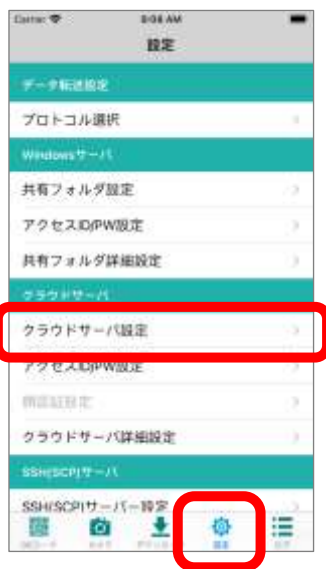 Carrier 9:08 AM
設定
データ転送設定
プロトコル選択
Windowsサーバ
共有フォルダ設定
アクセスID/PW設定
共有フォルダ詳細設定
クラウドサーバ
クラウドサーバ設定
アクセスID/PW設定
クラウドサーバ詳細設定
SSH(SCP)サーバ
SSH(SCP)サーバー設定
設定